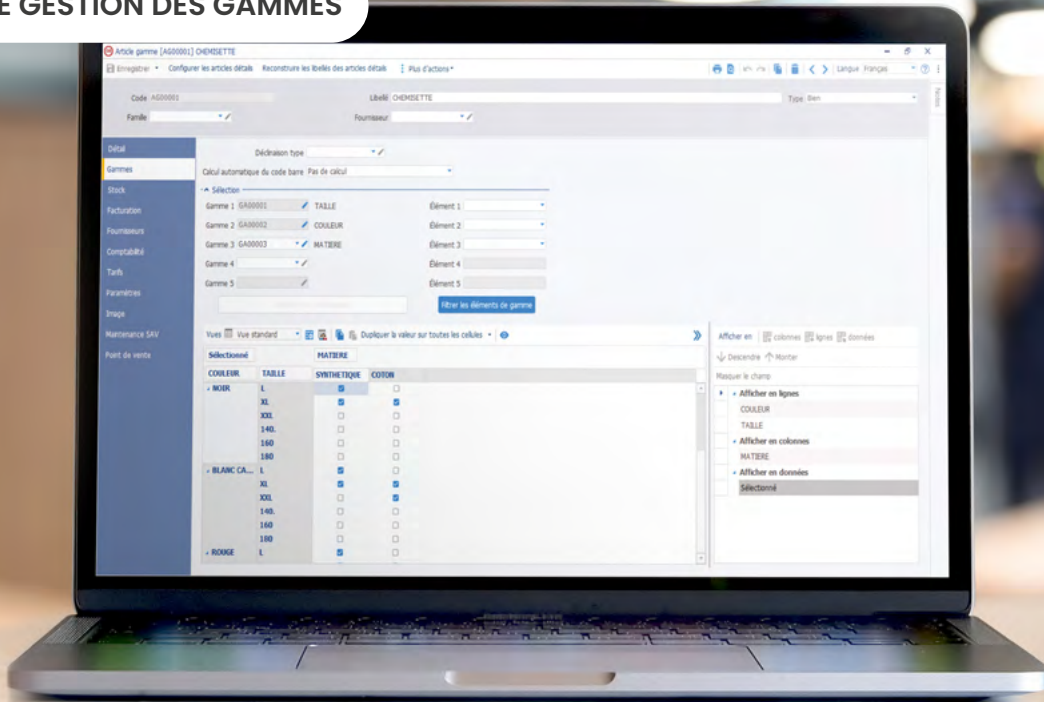 E GESTION DES GAMMES
Article gamme [AG00001] CHEMISETTE
Enregistrer Configurer les articles détails Reconstruire les libellés des articles détails Plus d'actions Langue Français
Code AG00001 Libellé CHEMISETTE Type Bien
Famille Fournisseur
Détail
Gammes
Stock
Facturation
Fournisseurs
Comptabilité
Tarifs
Paramètres
Image
Maintenance SAV
Point de vente
Déclinaison type
Calcul automatique du code barre Pas de calcul
Sélection
Gamme 1 GA00001 TAILLE Élément 1
Gamme 2 GA00002 COULEUR Élément 2
Gamme 3 GA00003 MATIERE Élément 3
Gamme 4 Élément 4
Gamme 5 Élément 5
Filtrer les éléments de gamme
Vues Vue standard Dupliquer la valeur sur toutes les cellules
Sélectionné MATIERE
COULEUR TAILLE SYNTHETIQUE COTON
NOIR L
XL
XXL
140.
160
180
BLANC CA... L
XL
XXL
140.
160
180
ROUGE L
Afficher en colonnes lignes données
Descendre Monter
Masquer le champ
Afficher en lignes
COULEUR
TAILLE
Afficher en colonnes
MATIERE
Afficher en données
Sélectionné